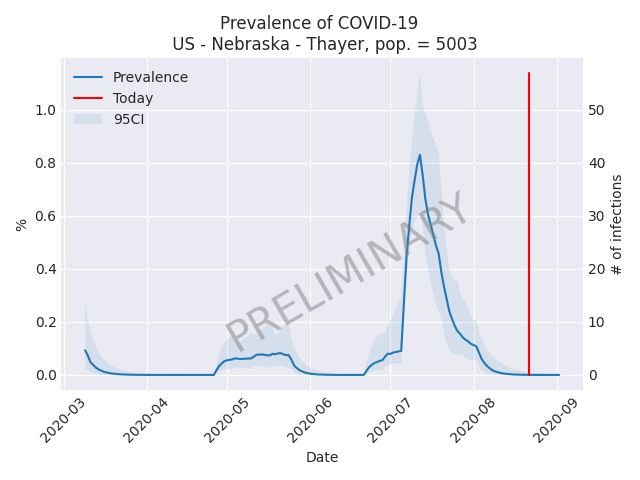 Prevalence of COVID-19
US - Nebraska - Thayer, pop. = 5003
Prevalence
Today
95CI
1.0
0.8
0.6
0.4
0.2
0.0
%
50
40
30
20
10
0
# of infections
PRELIMINARY
2020-03
2020-04
2020-05
2020-06
2020-07
2020-08
2020-09
Date